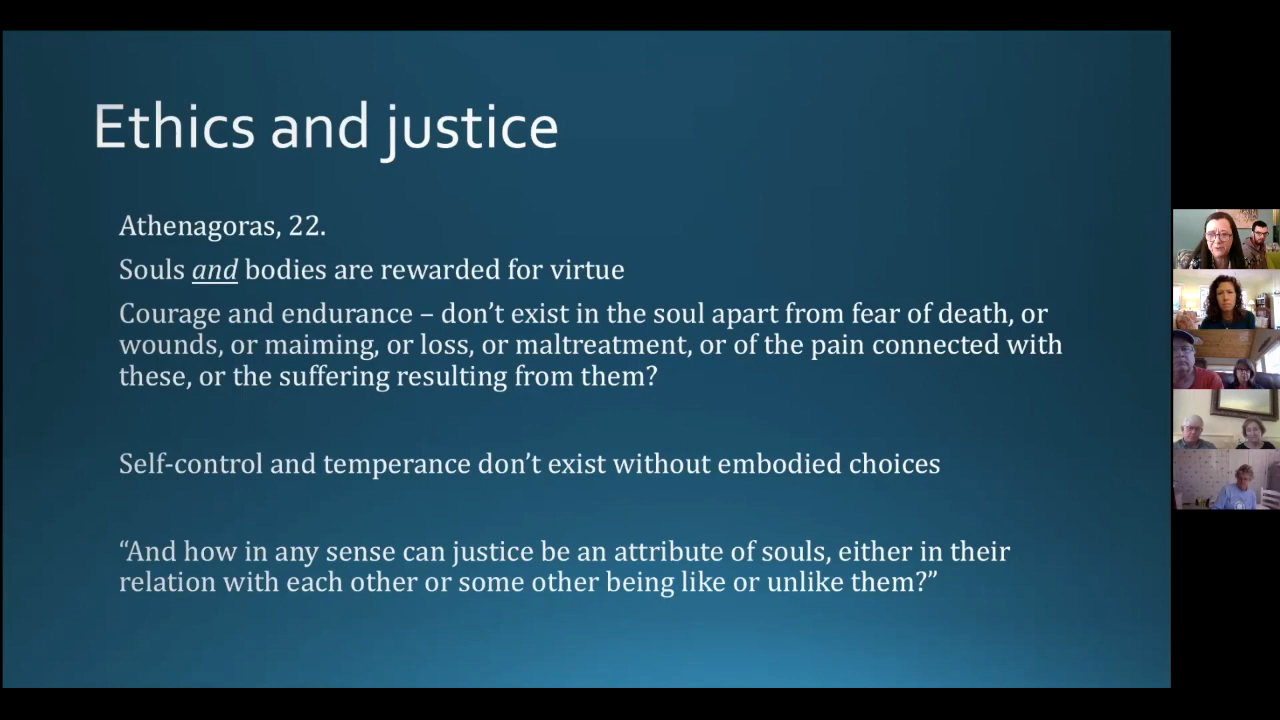 Ethics and justice
Athenagoras, 22.
Souls and bodies are rewarded for virtue
Courage and endurance – don’t exist in the soul apart from fear of death, or
wounds, or maiming, or loss, or maltreatment, or of the pain connected with
these, or the suffering resulting from them?
Self-control and temperance don’t exist without embodied choices
“And how in any sense can justice be an attribute of souls, either in their
relation with each other or some other being like or unlike them?”